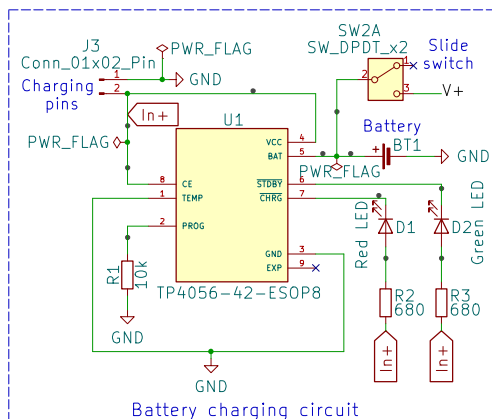 J3
Conn_01x02_Pin
PWR_FLAG
1
GND
Charging
pins
2
In+
PWR_FLAG
SW2A
SW_DPDT_x2
Slide
switch
1
2
3
V+
U1
VCC
4
BAT
5
Battery
+
BT1
GND
PWR_FLAG
8
CE
1
TEMP
STDBY
6
CHRG
7
2
PROG
GND
3
EXP
9
TP4056-42-ESOP8
R1
10k
GND
GND
Red LED
D1
Green LED
D2
R2
680
R3
680
In+
In+
Battery charging circuit